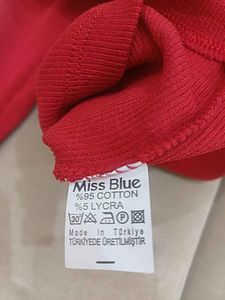 Miss Blue
%95 COTTON
%5 LYCRA
30
Made in Türkiye
TÜRKİYEDE ÜRETİLMİŞTİR